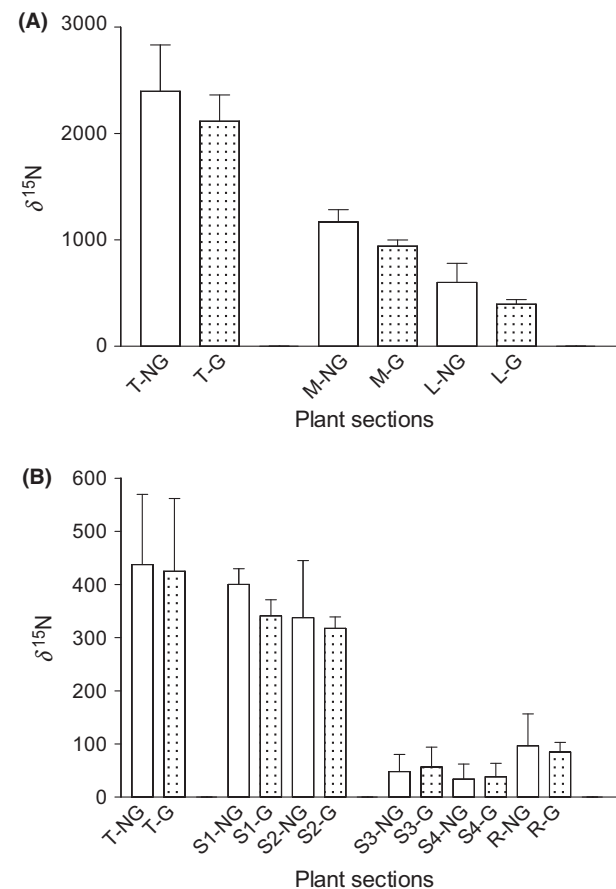 (A)
3000
2000
1000
0
δ¹⁵N
T-NG T-G M-NG M-G L-NG L-G
Plant sections
(B)
600
500
400
300
200
100
0
δ¹⁵N
T-NG T-G S1-NG S1-G S2-NG S2-G S3-NG S3-G S4-NG S4-G R-NG R-G
Plant sections